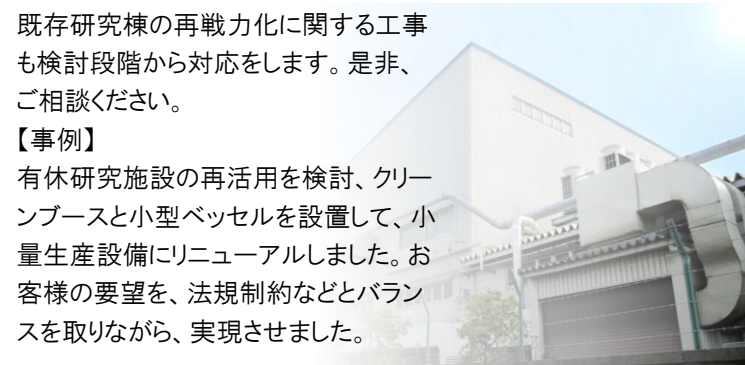 既存研究棟の再戦力化に関する工事
も検討段階から対応をします。是非、
ご相談ください。
【事例】
有休研究施設の再活用を検討、クリー
ンブースと小型ベッセルを設置して、小
量生産設備にリニューアルしました。お
客様の要望を、法規制約などとバラン
スを取りながら、実現させました。